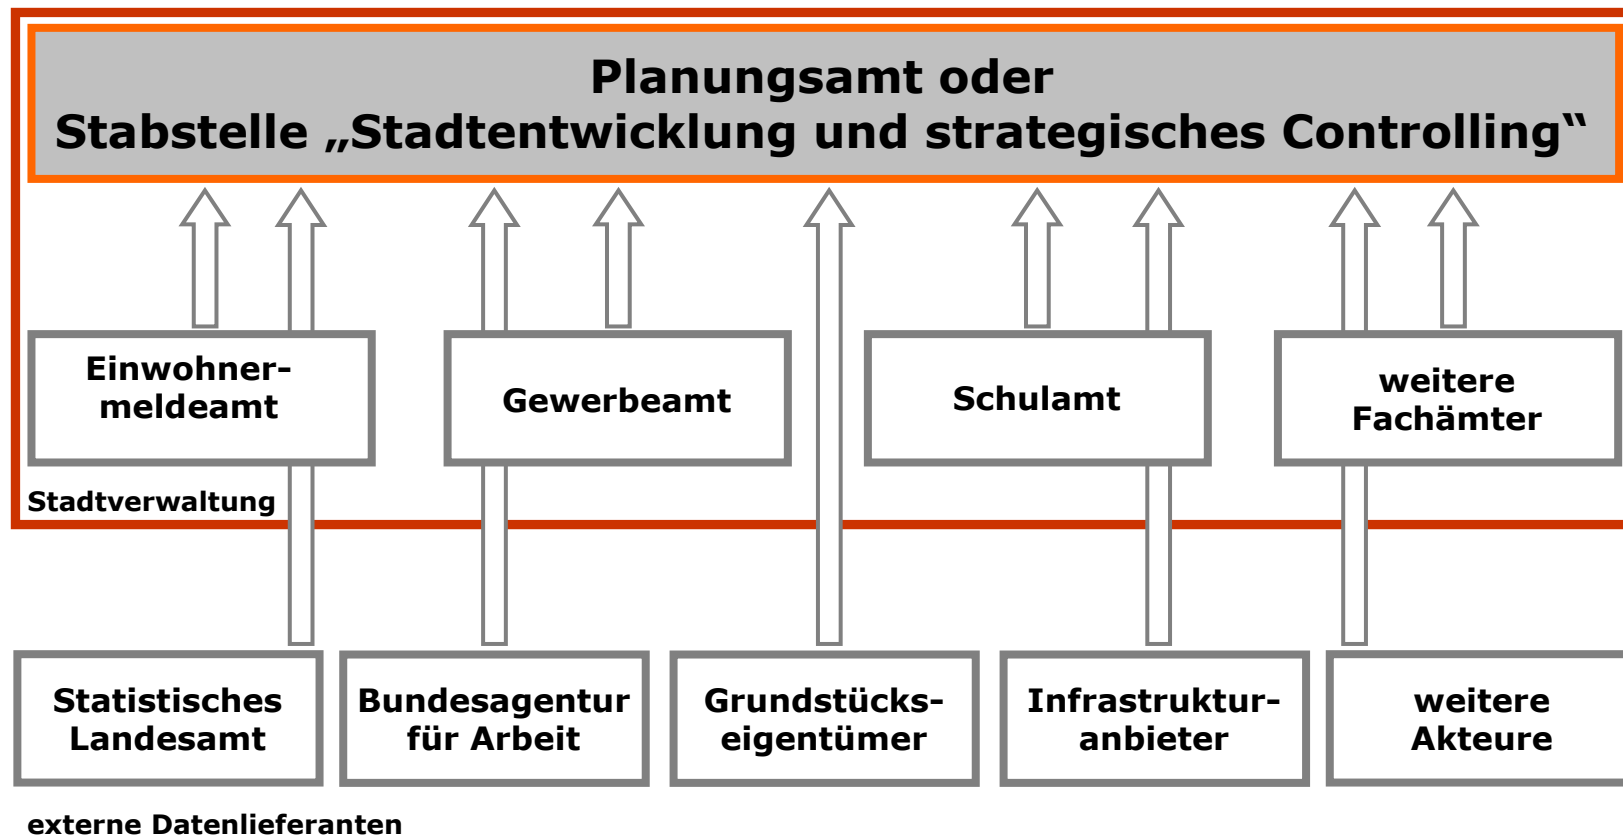 Planungsamt oder
Stabstelle „Stadtentwicklung und strategisches Controlling“
Einwohner-
meldeamt
Gewerbeamt
Schulamt
weitere
Fachämter
Stadtverwaltung
Statistisches
Landesamt
Bundesagentur
für Arbeit
Grundstücks-
eigentümer
Infrastruktur-
anbieter
weitere
Akteure
externe Datenlieferanten